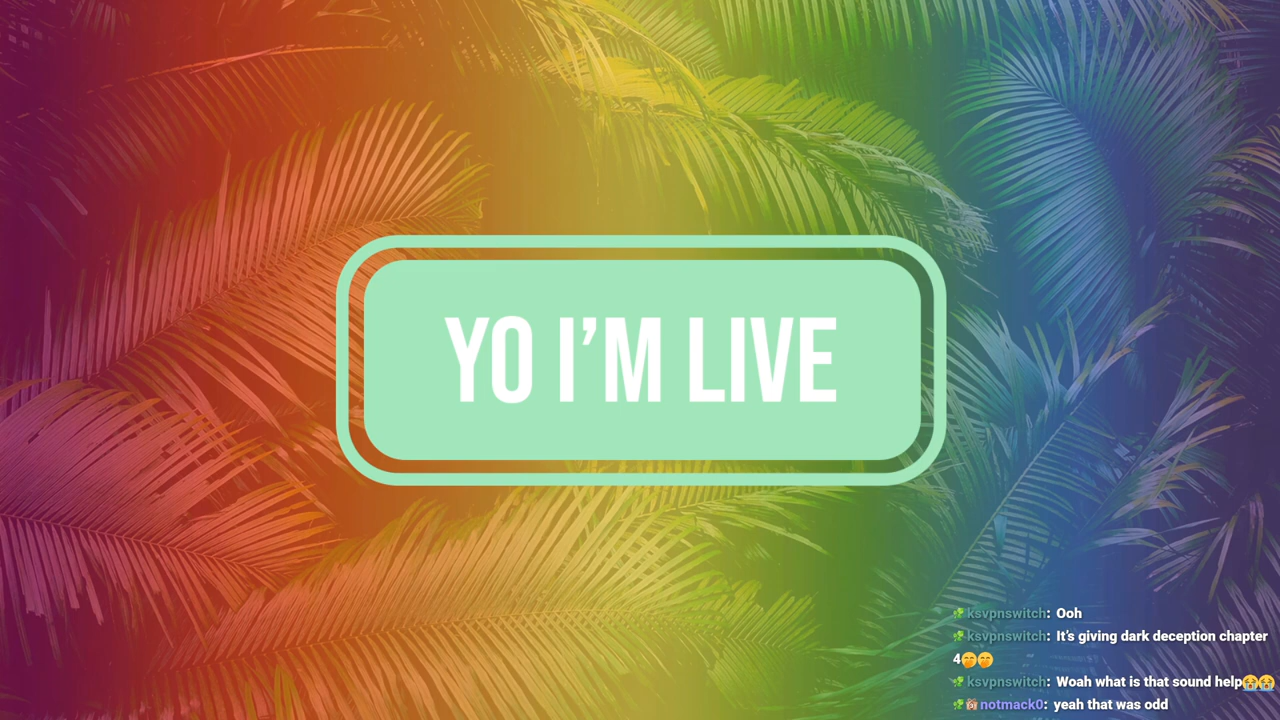 YO I’M LIVE
ksvpnswitch: Ooh
ksvpnswitch: It's giving dark deception chapter
4🤭🤭
ksvpnswitch: Woah what is that sound help😭😭
notmack0: yeah that was odd